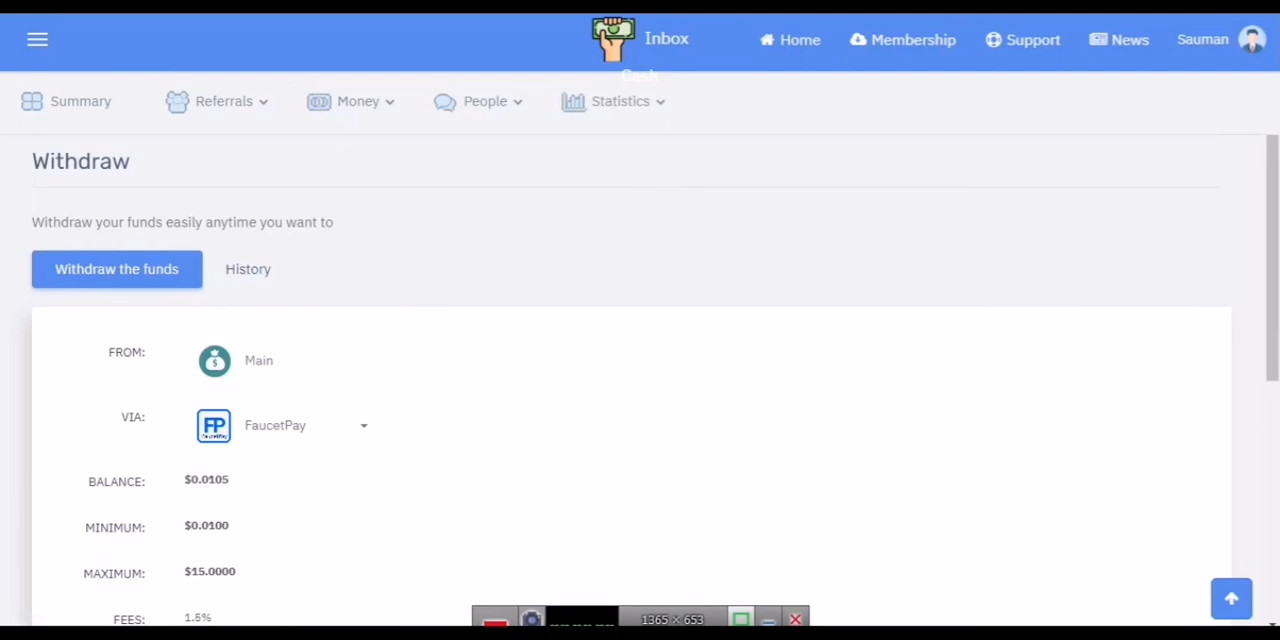 Inbox
Cash
Home
Membership
Support
News
Sauman
Summary
Referrals
Money
People
Statistics
Withdraw
Withdraw your funds easily anytime you want to
Withdraw the funds
History
FROM:
Main
VIA:
FP
FaucetPay
FaucetPay
BALANCE:
$0.0105
MINIMUM:
$0.0100
MAXIMUM:
$15.0000
FEES:
1.5%
1365 × 653